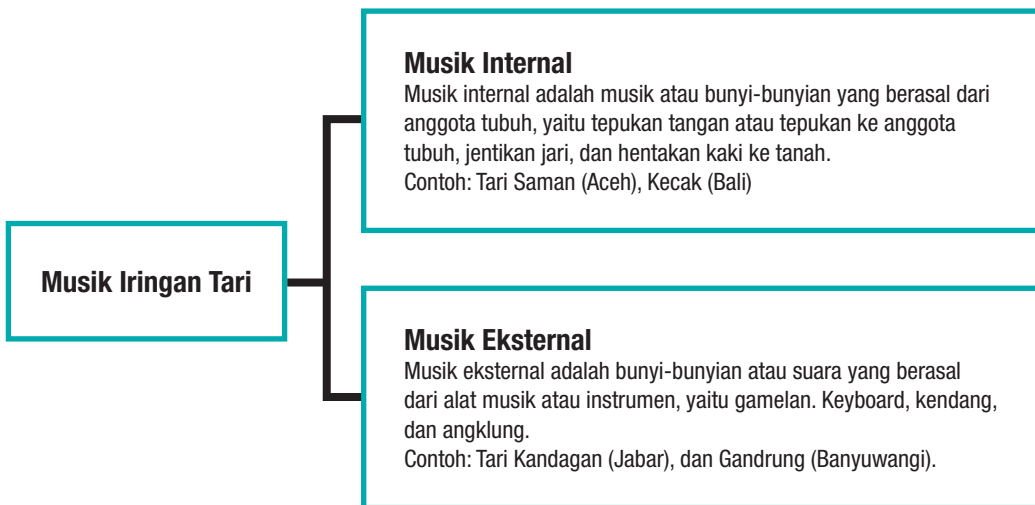 Musik Internal
Musik internal adalah musik atau bunyi-bunyian yang berasal dari
anggota tubuh, yaitu tepukan tangan atau tepukan ke anggota
tubuh, jentikan jari, dan hentakan kaki ke tanah.
Contoh: Tari Saman (Aceh), Kecak (Bali)
Musik Iringan Tari
Musik Eksternal
Musik eksternal adalah bunyi-bunyian atau suara yang berasal
dari alat musik atau instrumen, yaitu gamelan. Keyboard, kendang,
dan angklung.
Contoh: Tari Kandagan (Jabar), dan Gandrung (Banyuwangi).